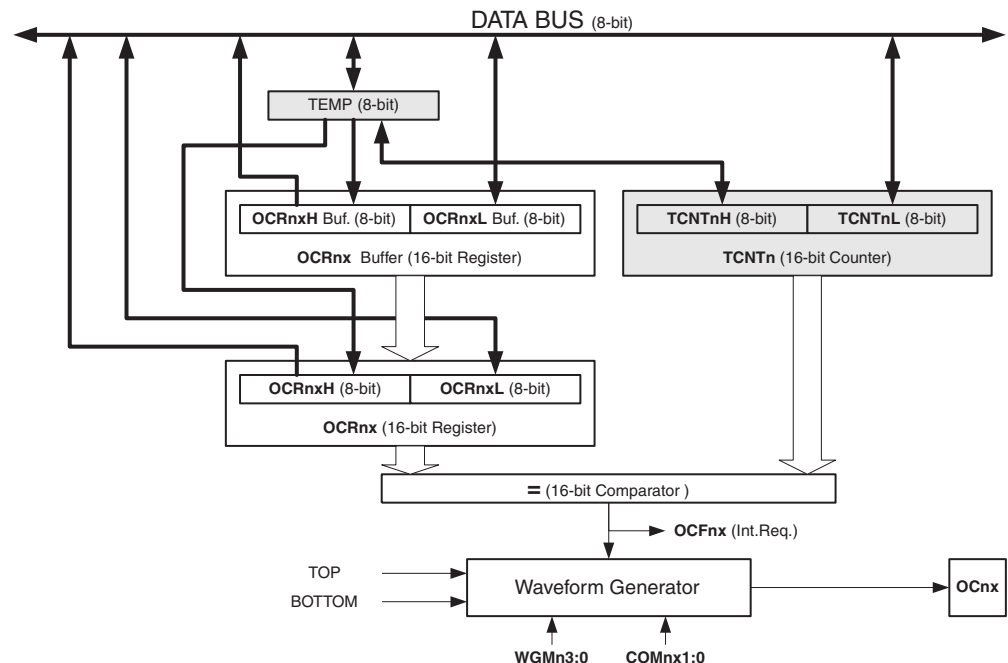 DATA BUS (8-bit)
TEMP (8-bit)
OCRnxH Buf. (8-bit)
OCRnxL Buf. (8-bit)
OCRnx Buffer (16-bit Register)
TCNTnH (8-bit)
TCNTnL (8-bit)
TCNTn (16-bit Counter)
OCRnxH (8-bit)
OCRnxL (8-bit)
OCRnx (16-bit Register)
= (16-bit Comparator )
OCFnx (Int.Req.)
TOP
BOTTOM
Waveform Generator
OCnx
WGMn3:0
COMnx1:0